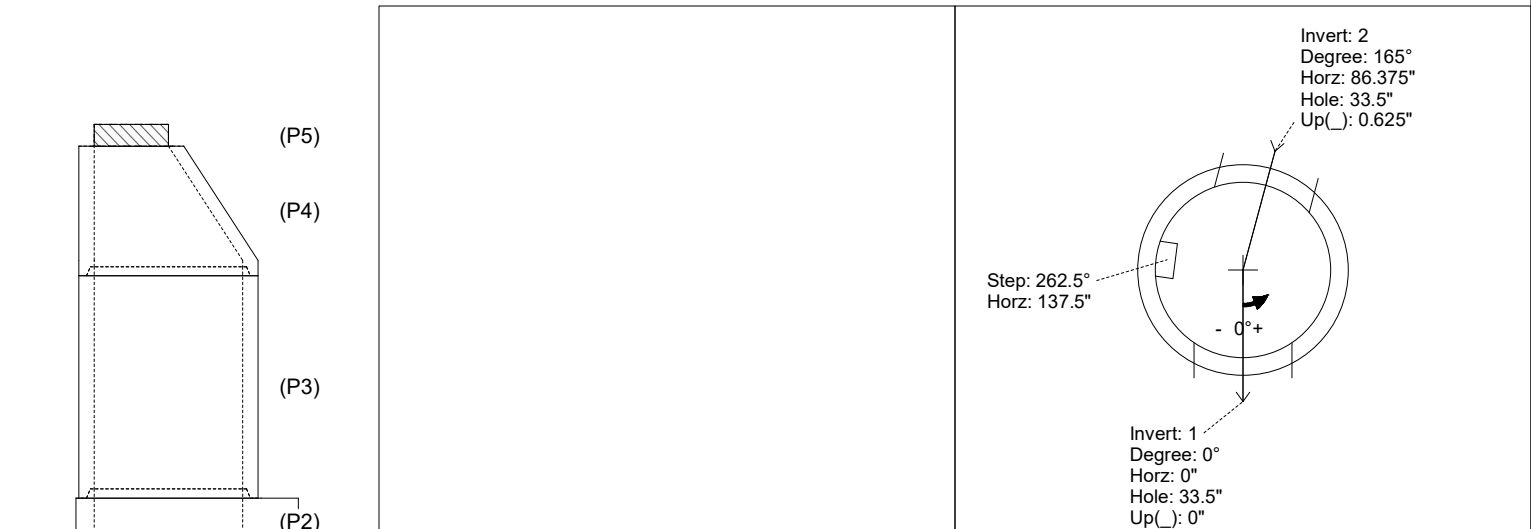 (P5)
(P4)
(P3)
(P2)
Invert: 2
Degree: 165°
Horz: 86.375"
Hole: 33.5"
Up(_): 0.625"
Step: 262.5°
Horz: 137.5"
- 0°+
Invert: 1
Degree: 0°
Horz: 0"
Hole: 33.5"
Up(_): 0"